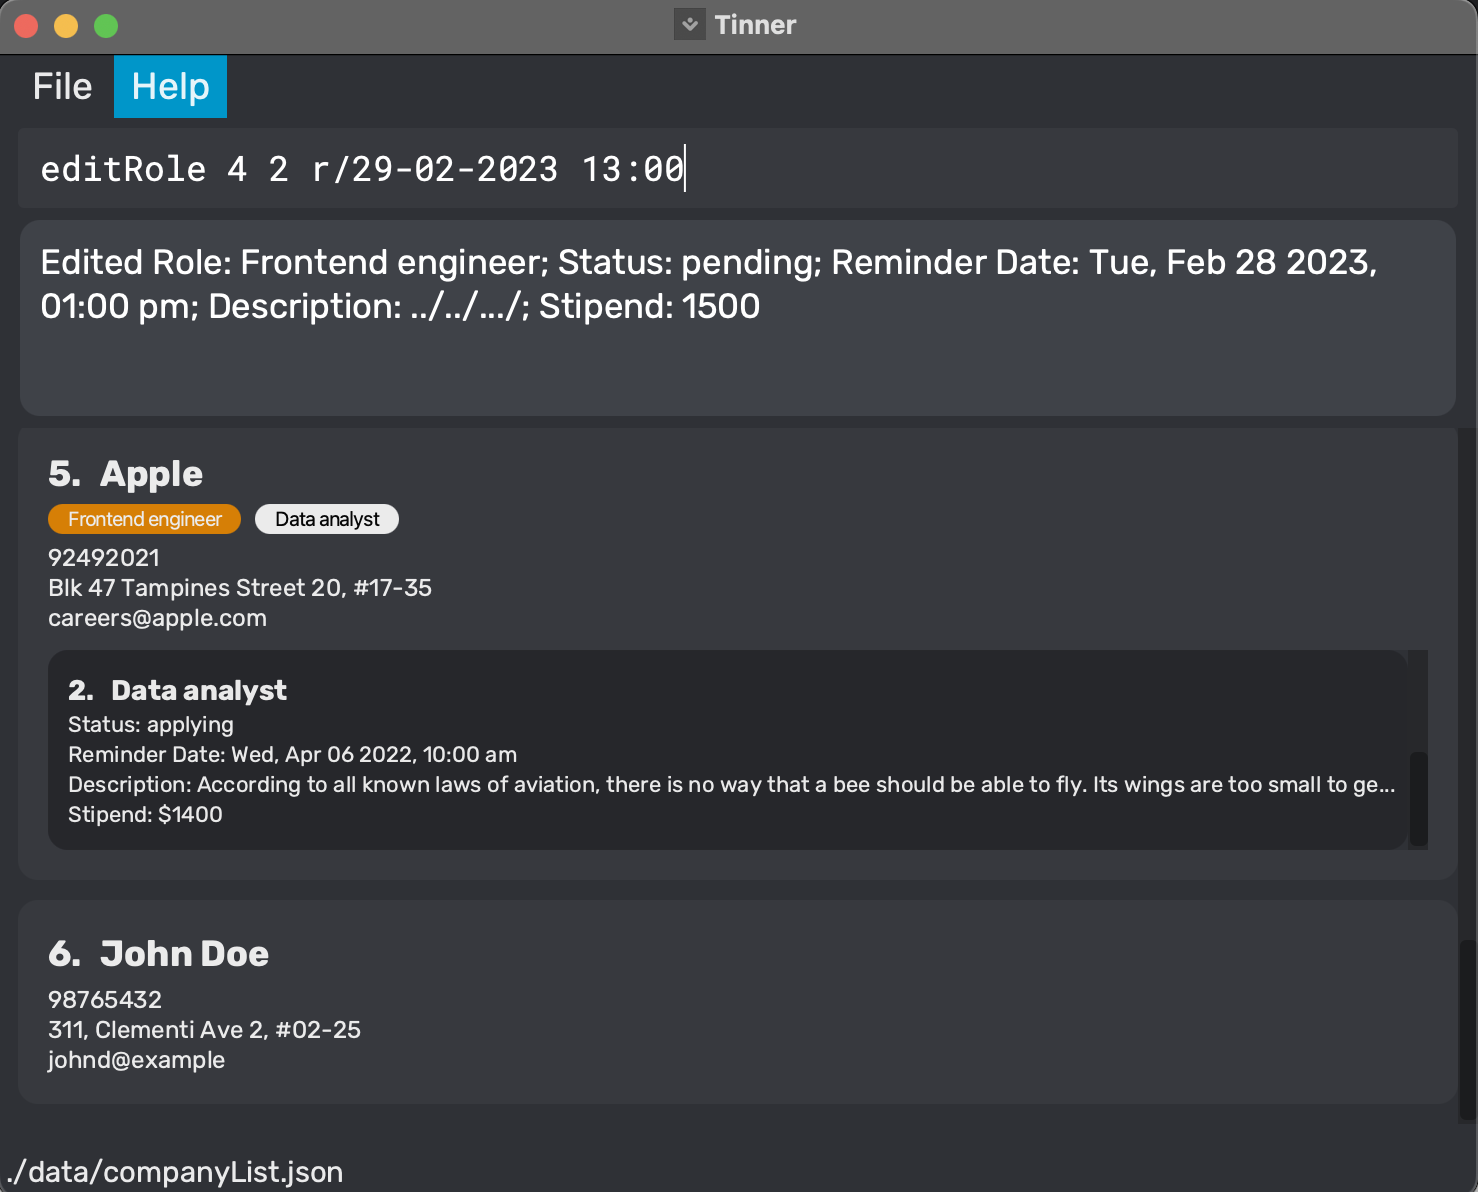 Tinner
File Help
editRole 4 2 r/29-02-2023 13:00
Edited Role: Frontend engineer; Status: pending; Reminder Date: Tue, Feb 28 2023,
01:00 pm; Description: ../../.../; Stipend: 1500
5. Apple
Frontend engineer Data analyst
92492021
Blk 47 Tampines Street 20, #17-35
careers@apple.com
2. Data analyst
Status: applying
Reminder Date: Wed, Apr 06 2022, 10:00 am
Description: According to all known laws of aviation, there is no way that a bee should be able to fly. Its wings are too small to ge...
Stipend: $1400
6. John Doe
98765432
311, Clementi Ave 2, #02-25
johnd@example
./data/companyList.json